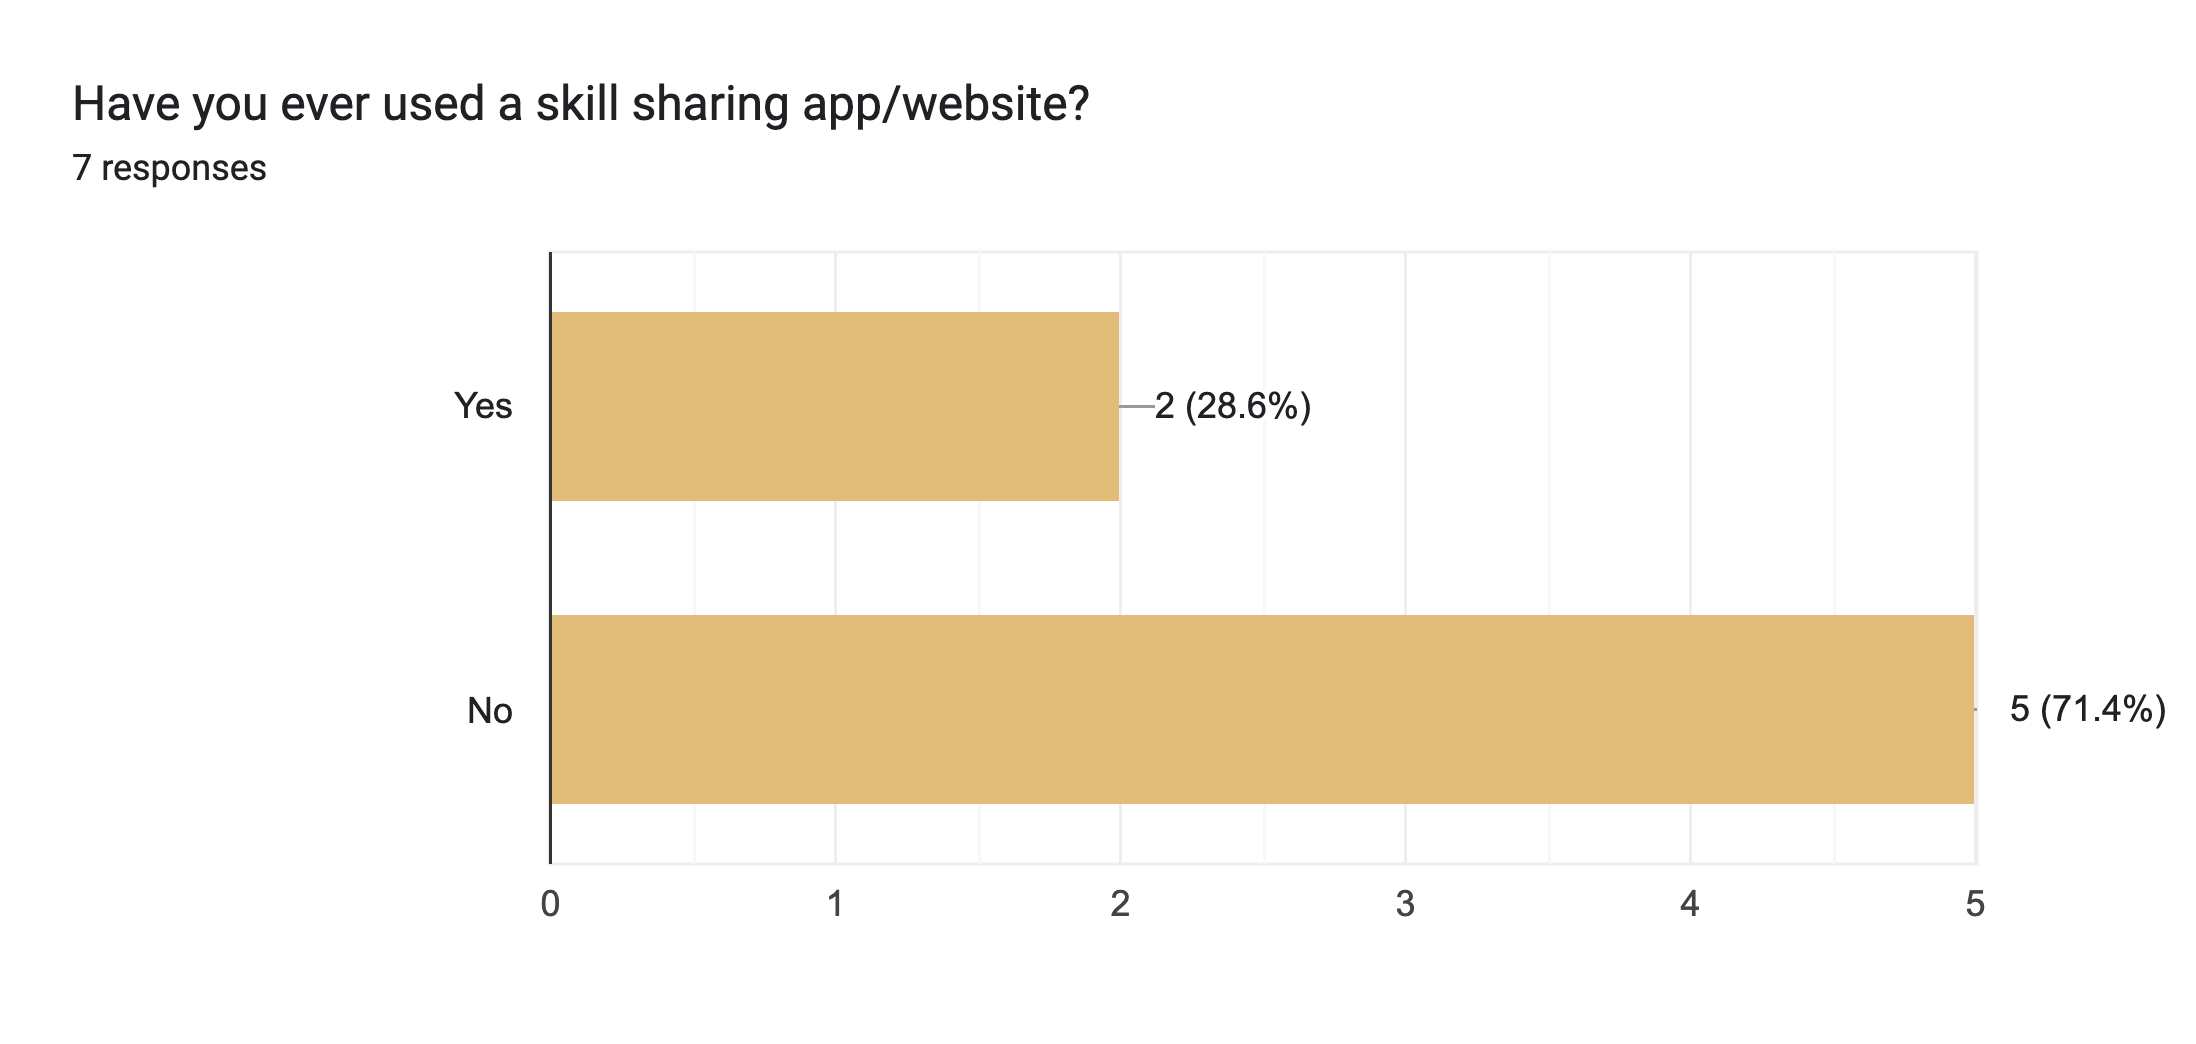 Have you ever used a skill sharing app/website?
7 responses
Yes
2 (28.6%)
No
5 (71.4%)
0 1 2 3 4 5